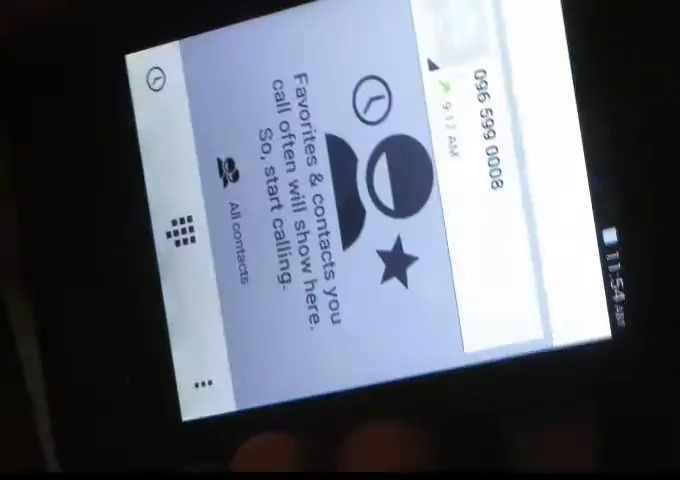 11:54 AM
096 599 0008
9:12 AM
Favorites & contacts you
call often will show here.
So, start calling.
All contacts